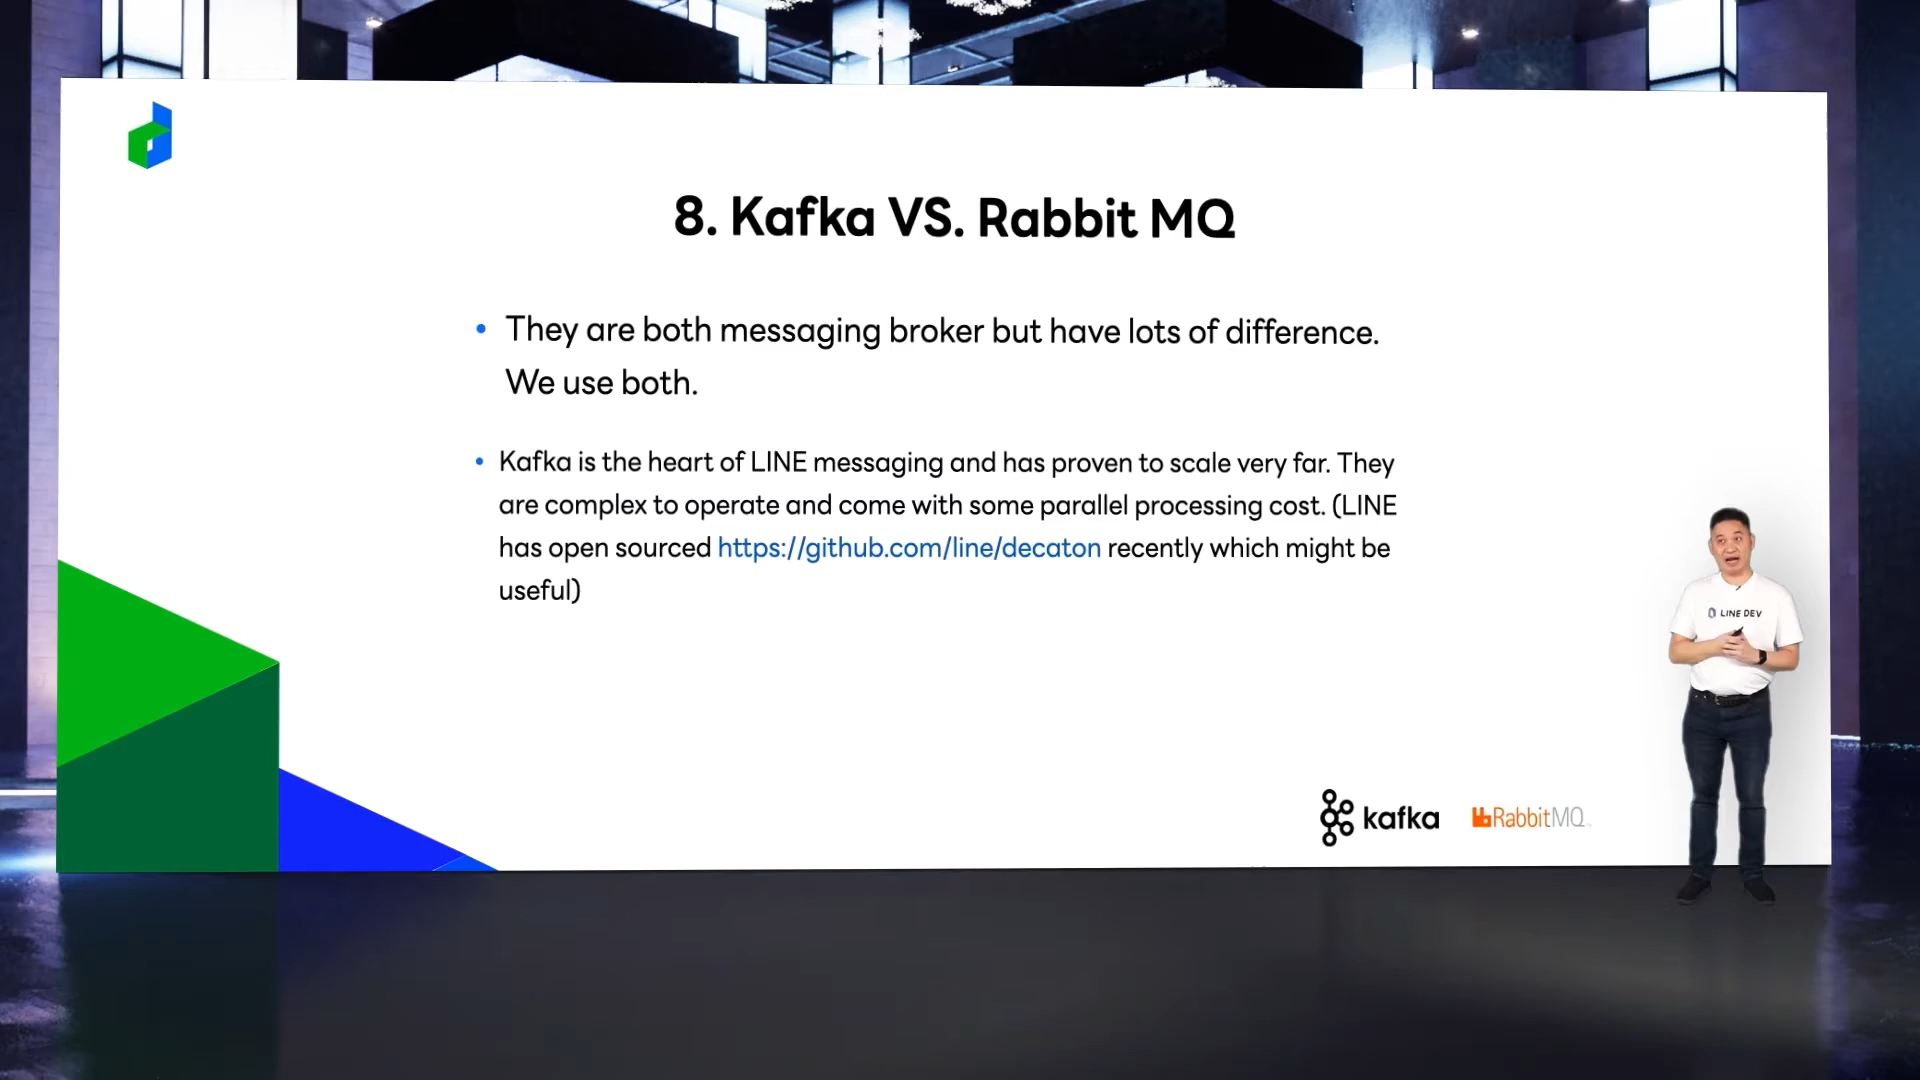 8. Kafka VS. Rabbit MQ
They are both messaging broker but have lots of difference.
We use both.
Kafka is the heart of LINE messaging and has proven to scale very far. They
are complex to operate and come with some parallel processing cost. (LINE
has open sourced https://github.com/line/decaton recently which might be
useful)
LINE DEV
kafka
RabbitMQ